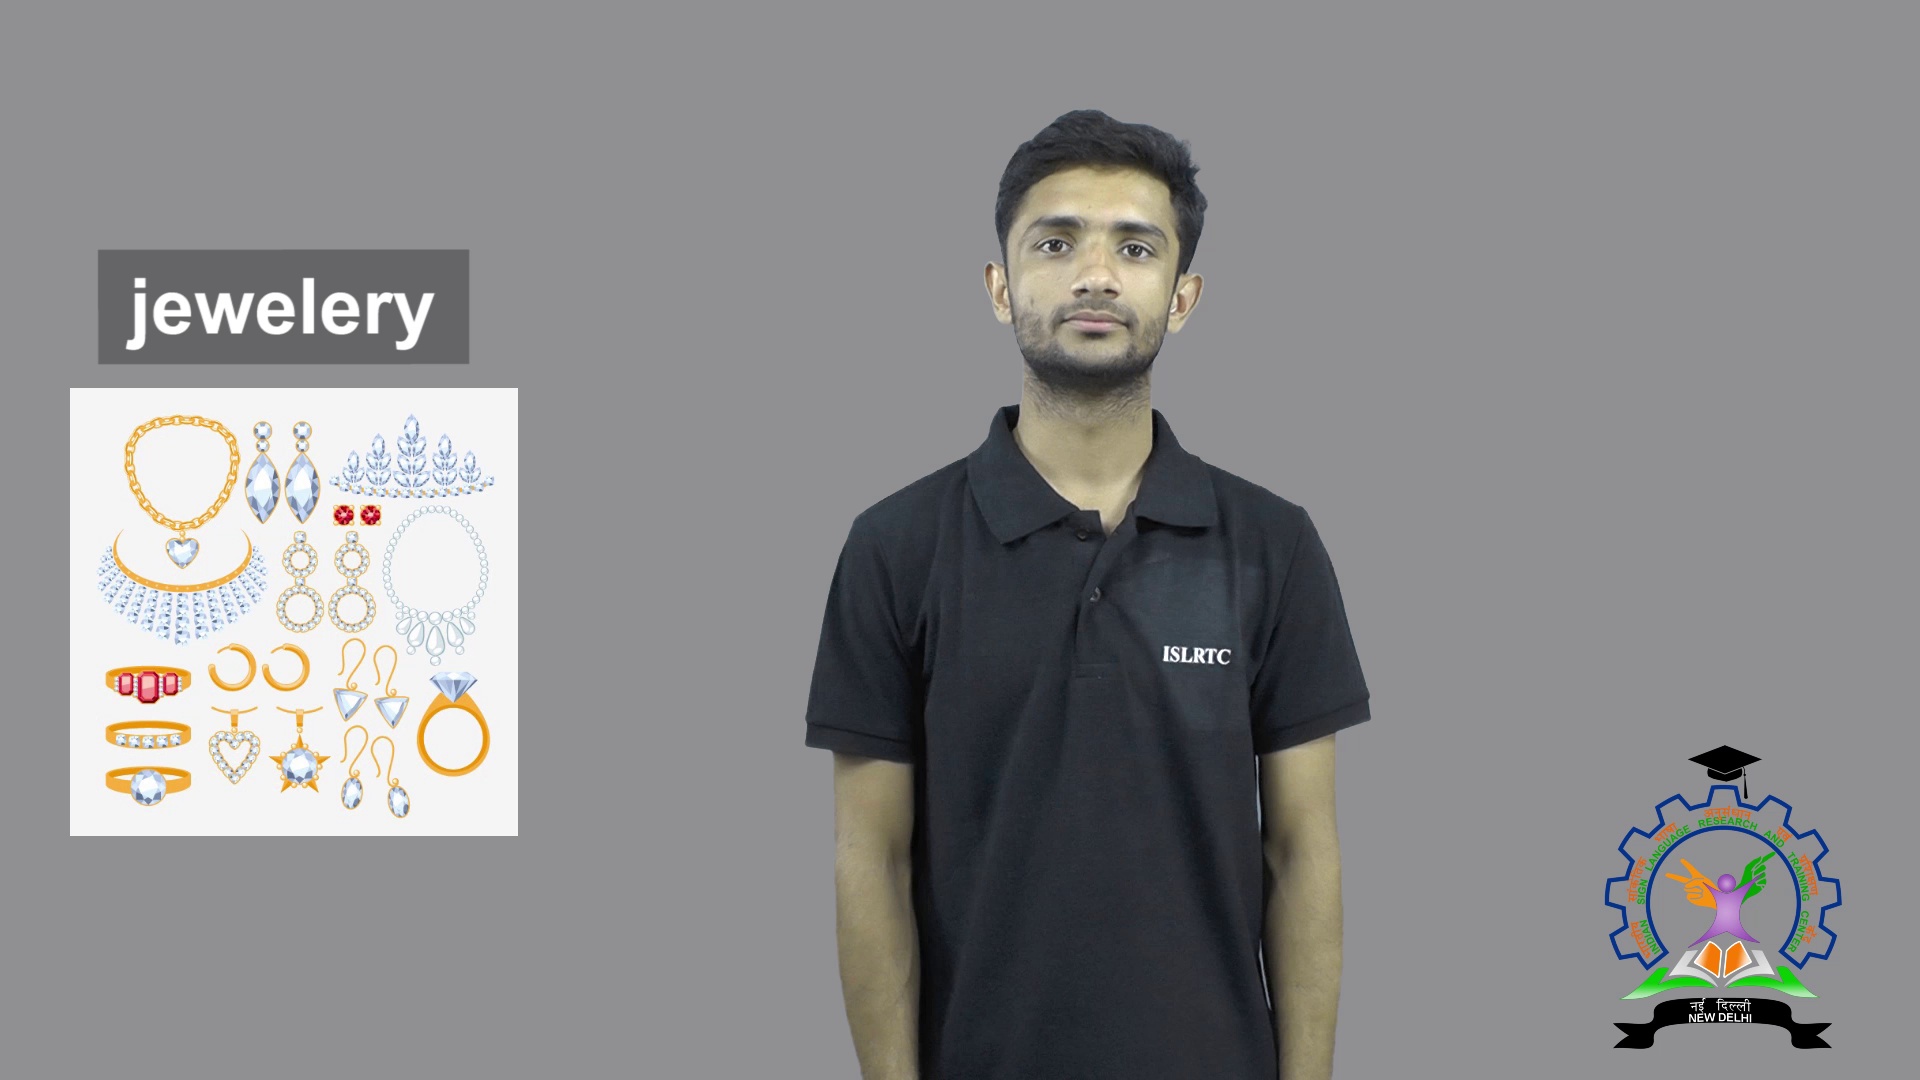 jewelery
ISLRTC
INDIAN SIGN LANGUAGE RESEARCH AND TRAINING CENTER
नई दिल्ली
NEW DELHI